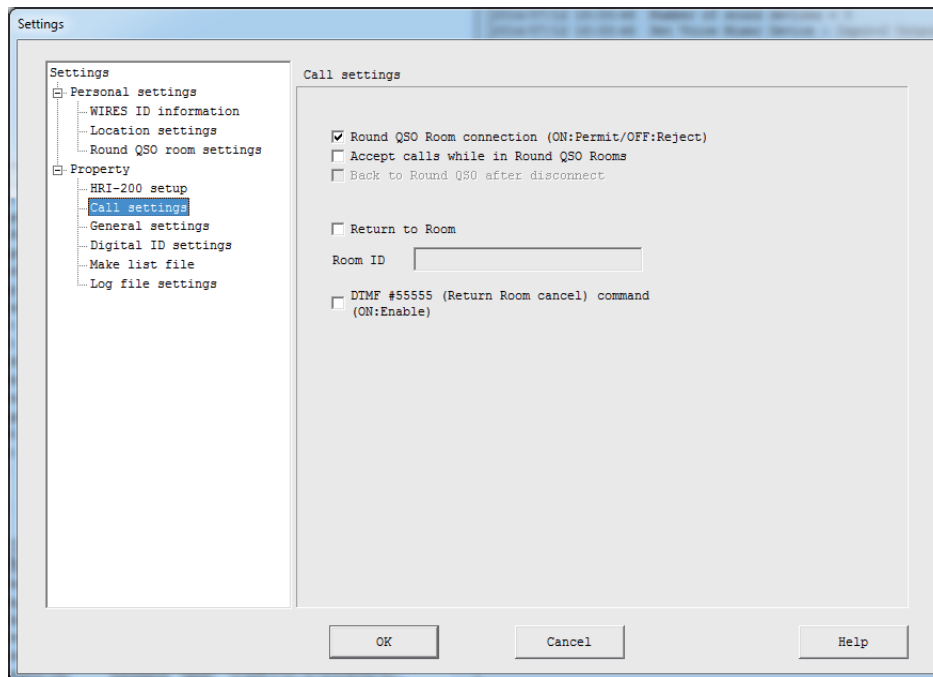 Settings
Settings
Personal settings
WIRES ID information
Location settings
Round QSO room settings
Property
HRI-200 setup
Call settings
General settings
Digital ID settings
Make list file
Log file settings
Call settings
Round QSO Room connection (ON:Permit/OFF:Reject)
Accept calls while in Round QSO Rooms
Back to Round QSO after disconnect
Return to Room
Room ID
DTMF #55555 (Return Room cancel) command
(ON:Enable)
OK
Cancel
Help